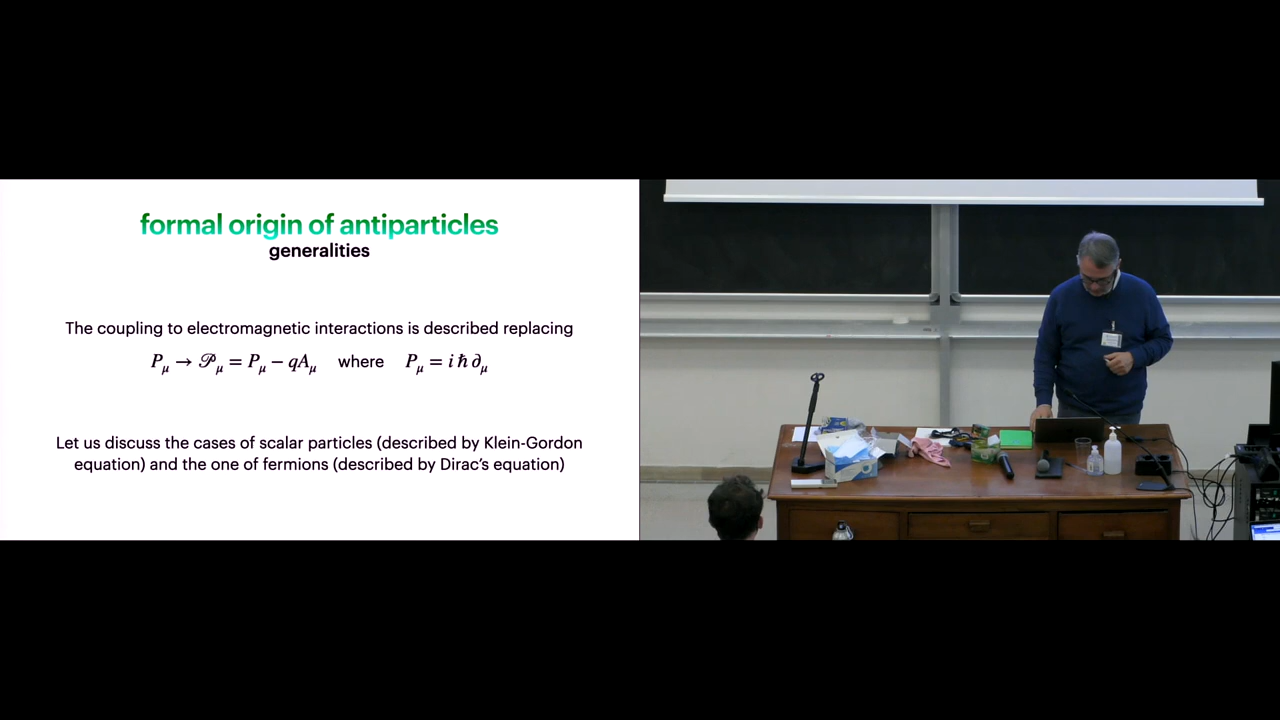 formal origin of antiparticles
generalities
The coupling to electromagnetic interactions is described replacing
P_μ → 𝒫_μ = P_μ − qA_μ where P_μ = i ℏ ∂_μ
Let us discuss the cases of scalar particles (described by Klein-Gordon
equation) and the one of fermions (described by Dirac’s equation)